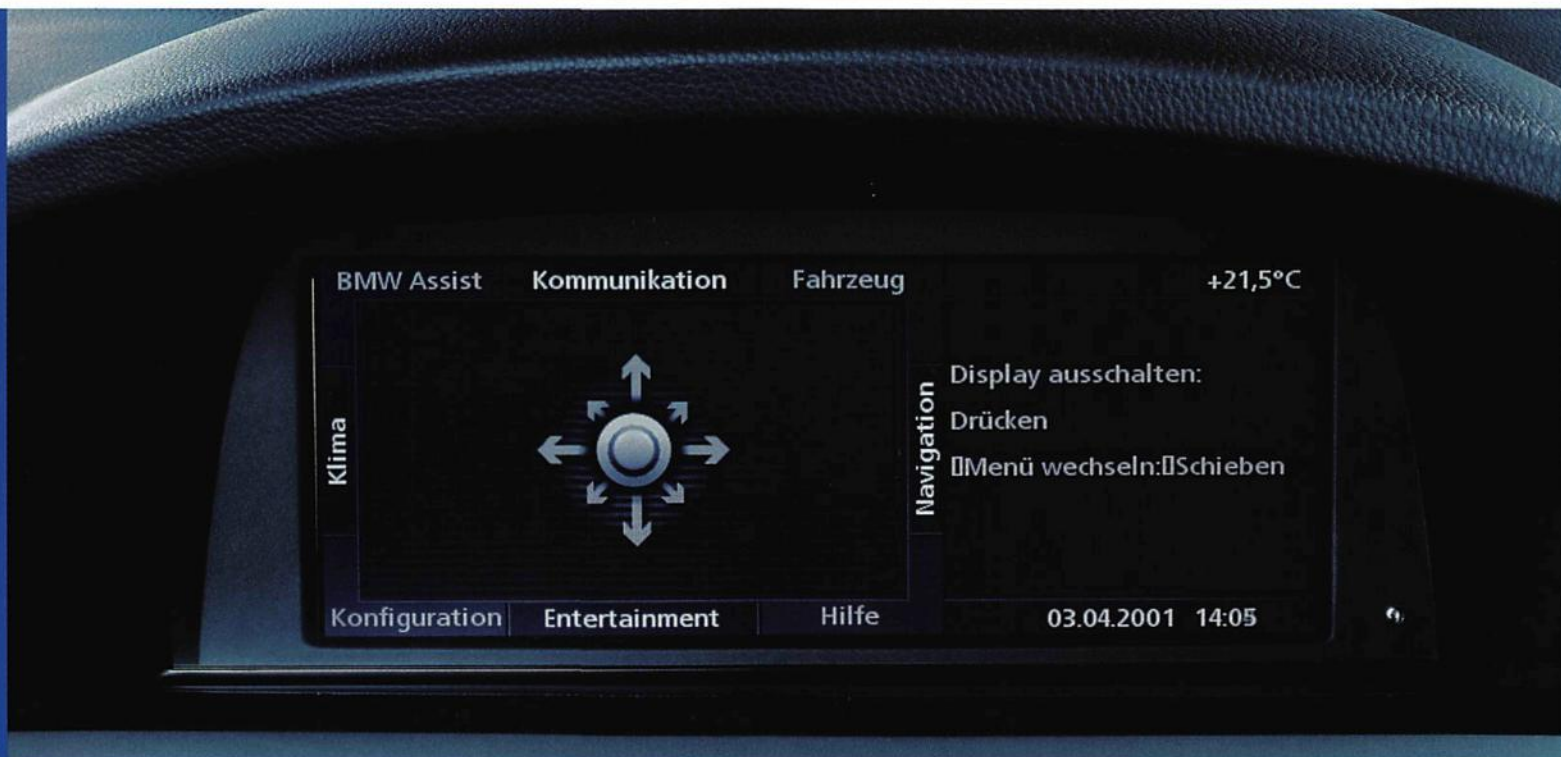 BMW Assist Kommunikation Fahrzeug +21,5°C
Klima
Navigation
Display ausschalten:
Drücken
▯Menü wechseln:▯Schieben
Konfiguration Entertainment Hilfe 03.04.2001 14:05